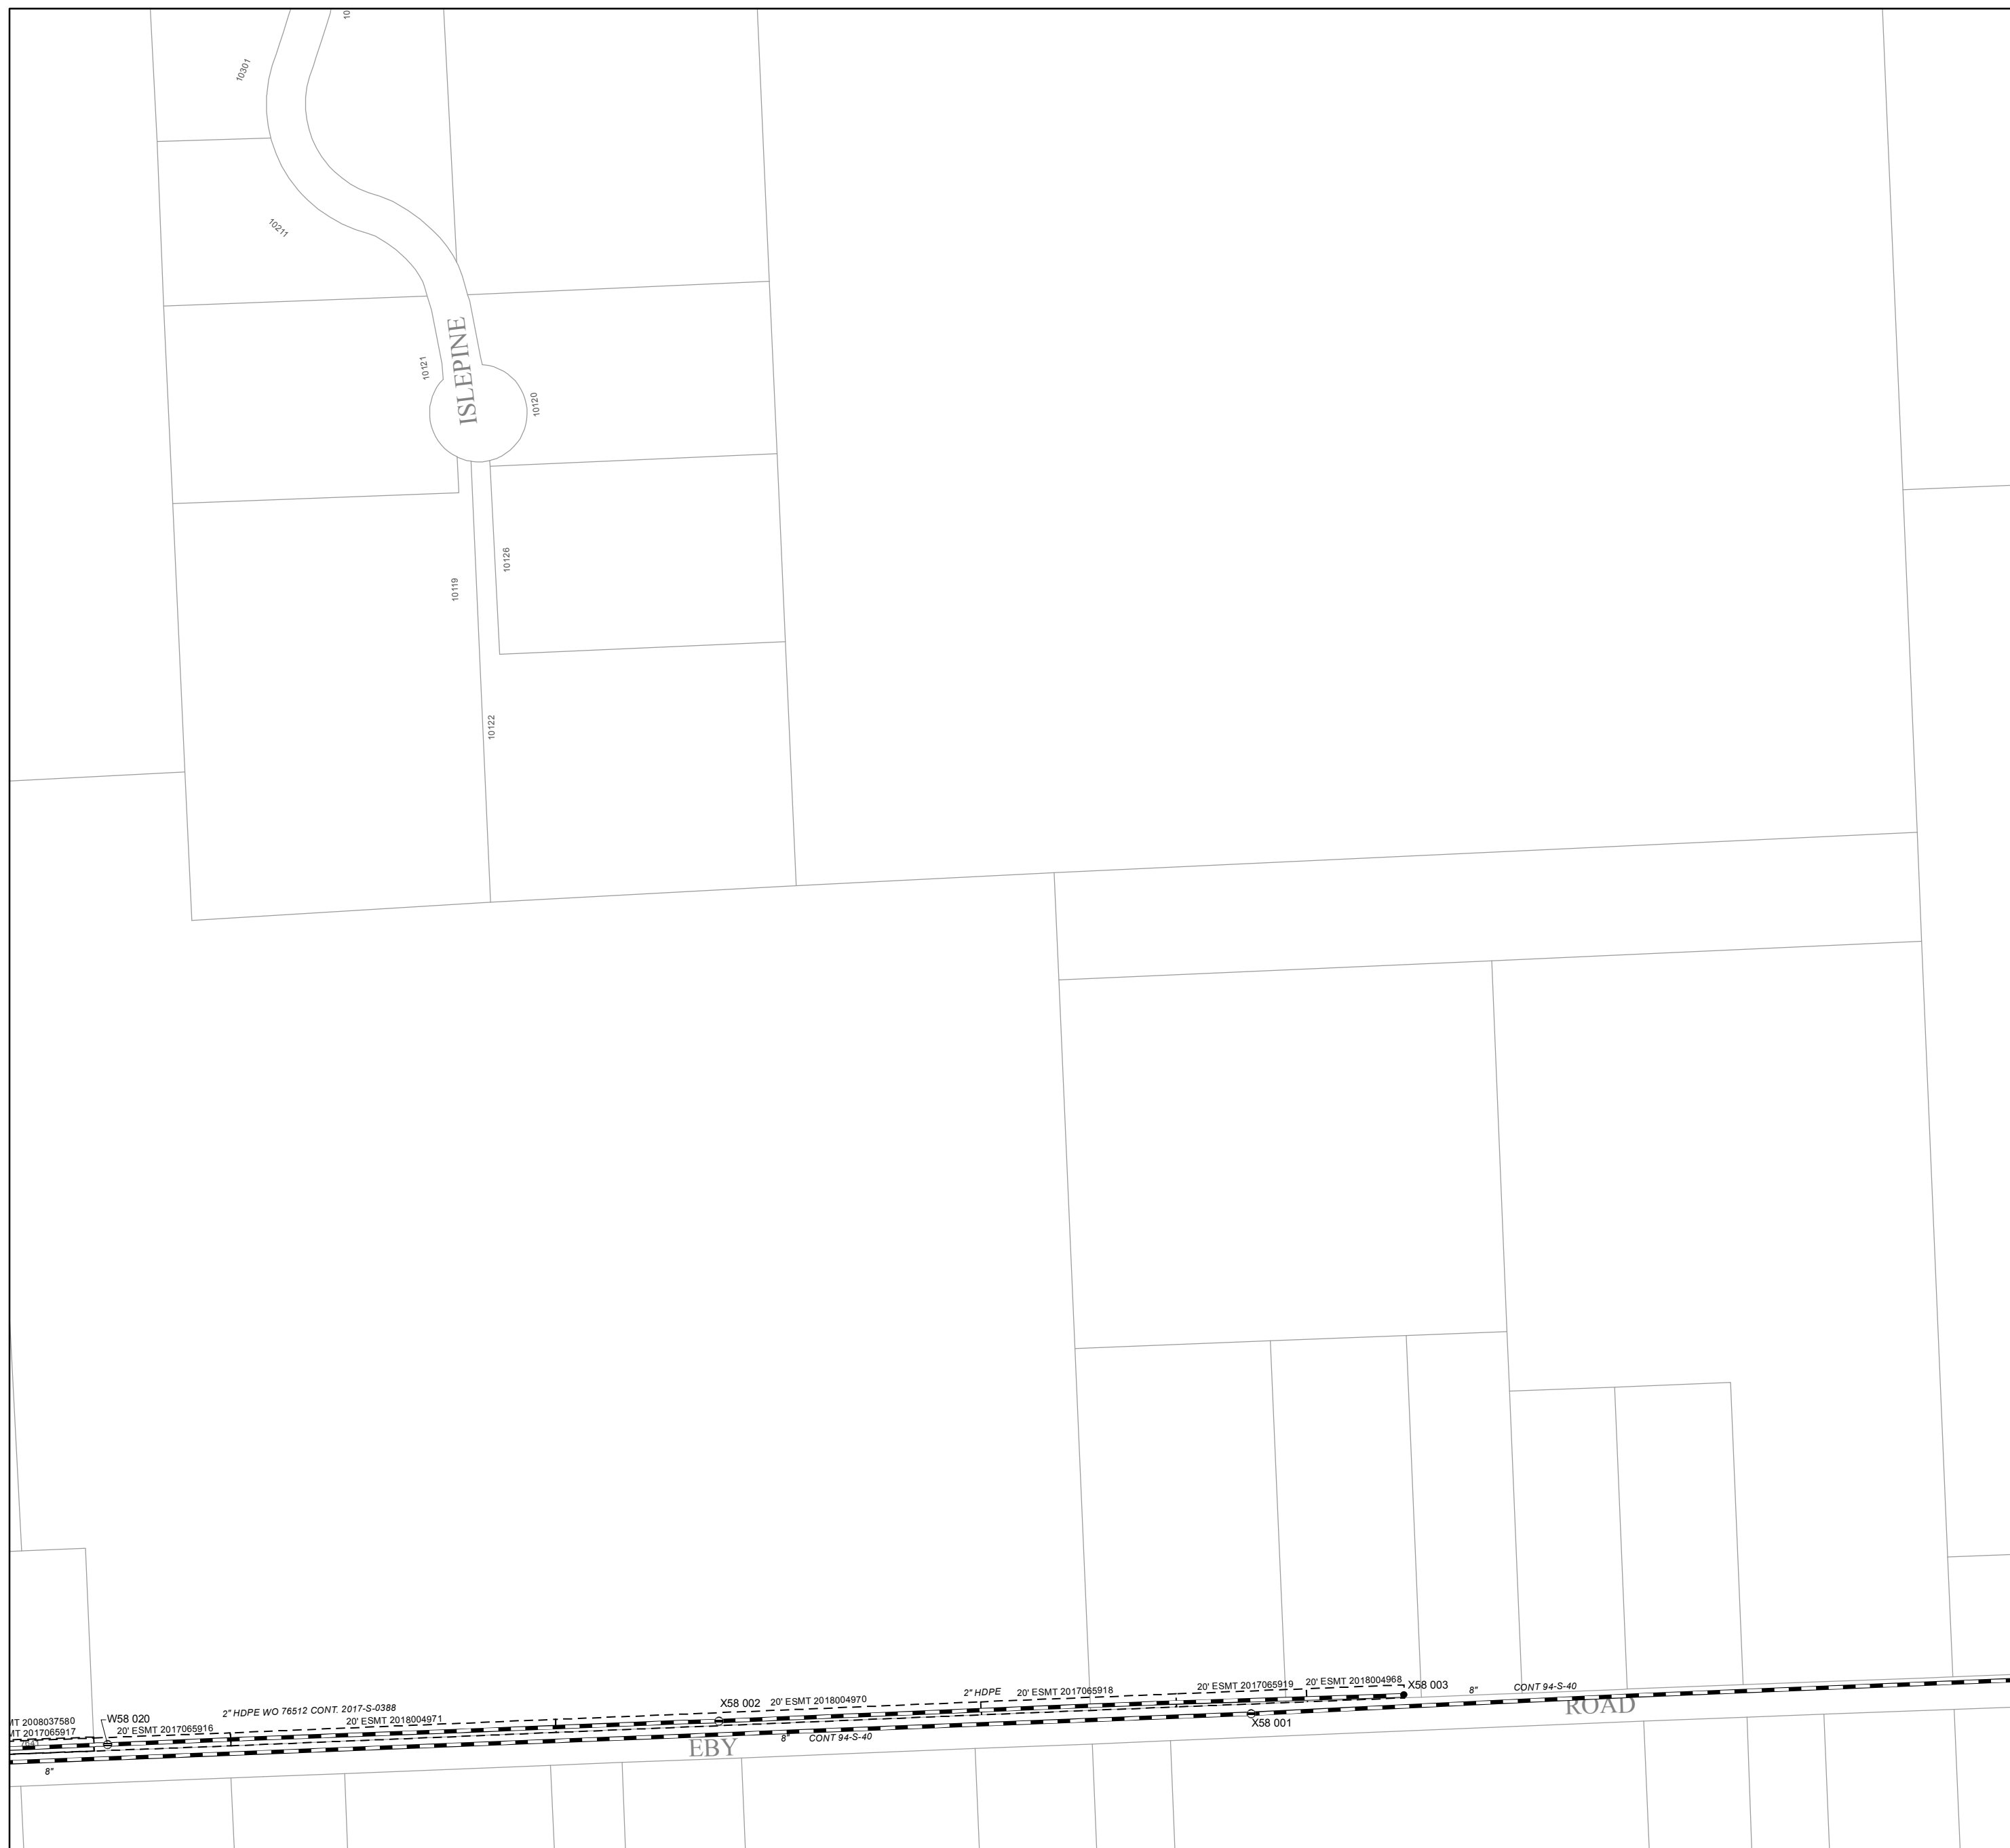 10
10301
10211
ISLEPINE
10121
10120
10126
10119
10122
X58 003
20' ESMT 2018004968
20' ESMT 2017065919
8"
CONT 94-S-40
2" HDPE
20' ESMT 2017065918
ROAD
X58 002
20' ESMT 2018004970
X58 001
2" HDPE WO 76512 CONT. 2017-S-0388
20' ESMT 2018004971
W58 020
20' ESMT 2017065916
MT 2008037580
MT 2017065917
8"
CONT 94-S-40
EBY
8"